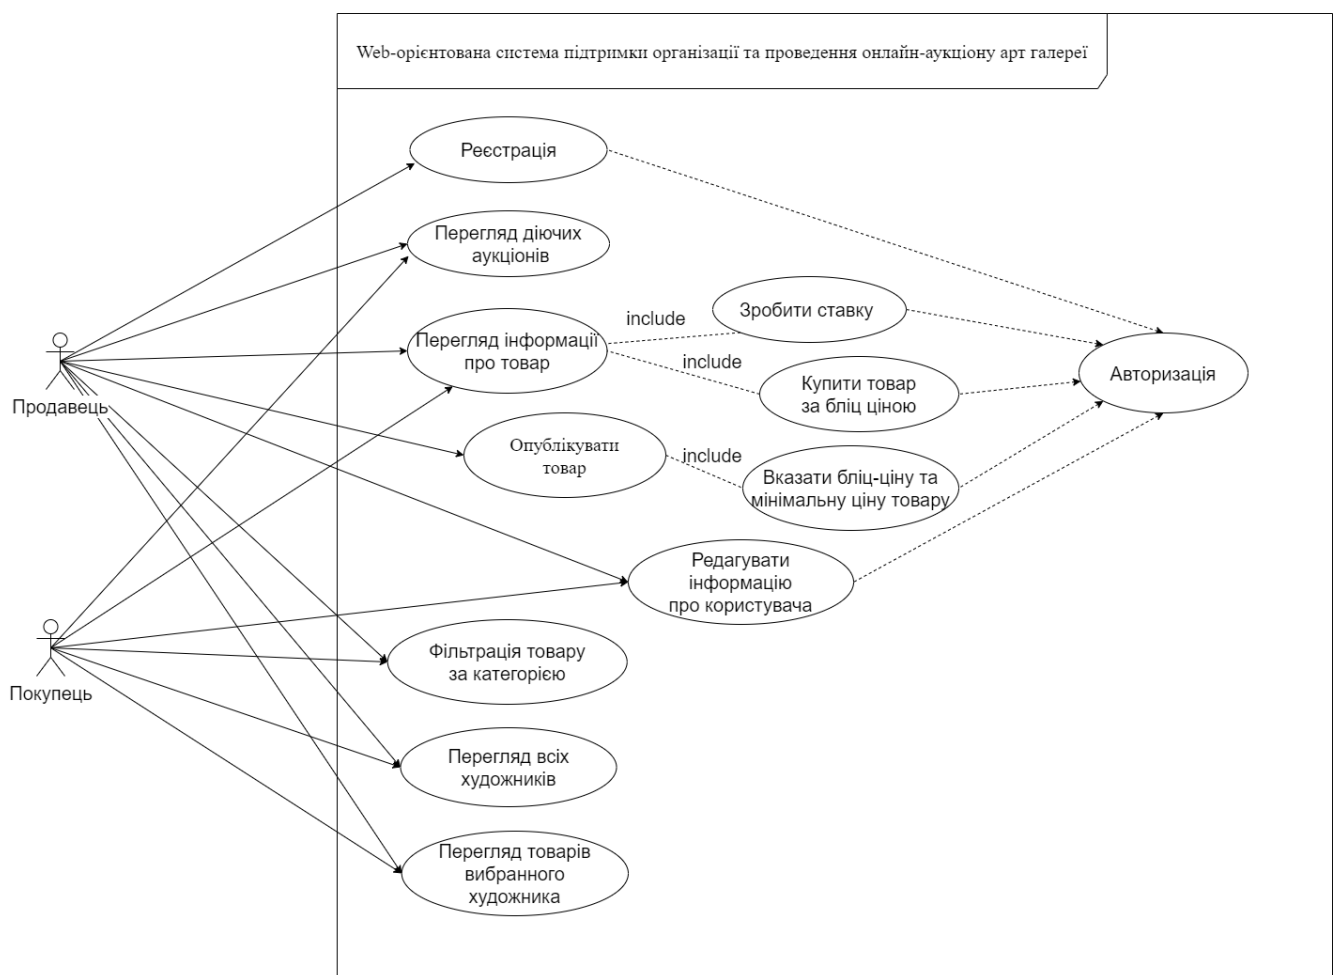 Web-орієнтована система підтримки організації та проведення онлайн-аукціону арт галереї
Реєстрація
Перегляд діючих
аукціонів
Зробити ставку
include
Перегляд інформації
про товар
include
Авторизація
Купити товар
за бліц ціною
Продавець
Опублікувати
товар
include
Вказати бліц-ціну та
мінімальну ціну товару
Редагувати
інформацію
про користувача
Фільтрація товару
за категорією
Покупець
Перегляд всіх
художників
Перегляд товарів
вибранного
художника